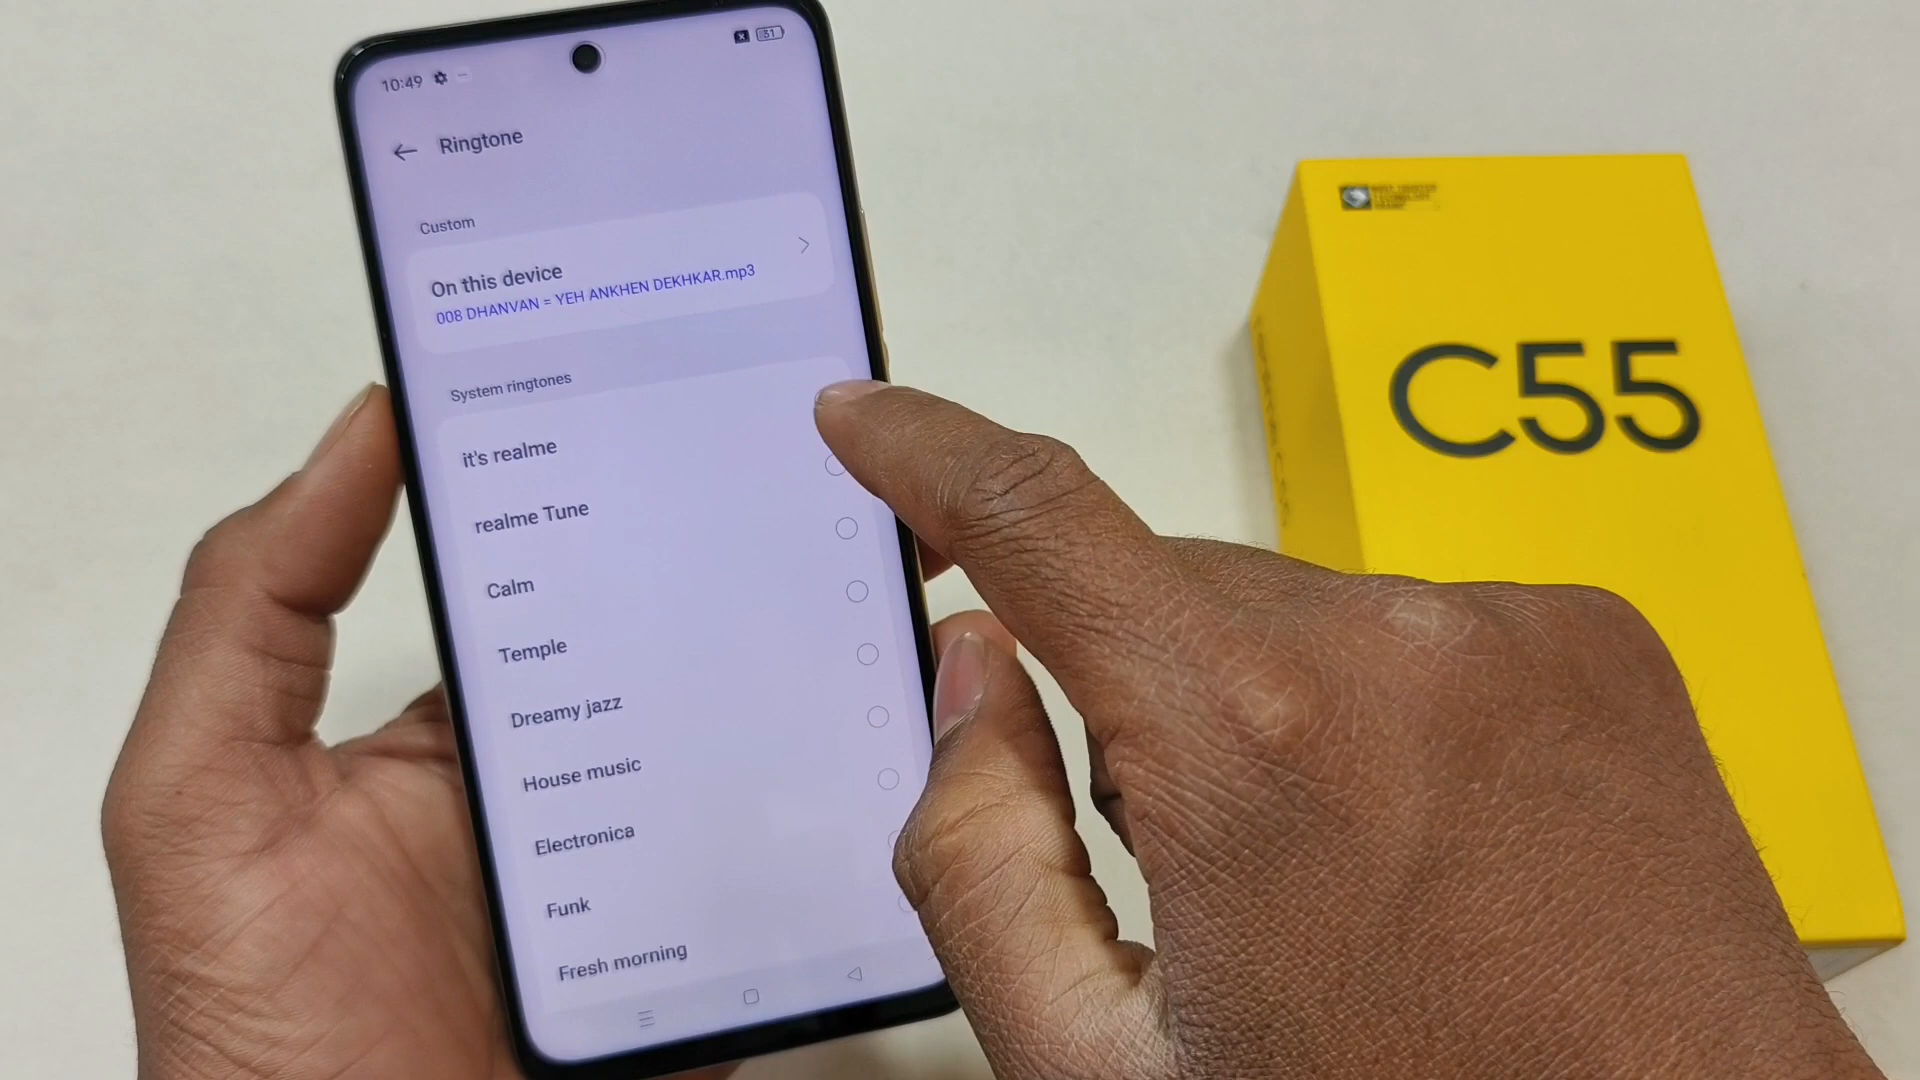 10:49
51
Ringtone
Custom
On this device
008 DHANVAN = YEH ANKHEN DEKHKAR.mp3
System ringtones
it's realme
realme Tune
Calm
Temple
Dreamy jazz
House music
Electronica
Funk
Fresh morning
C55